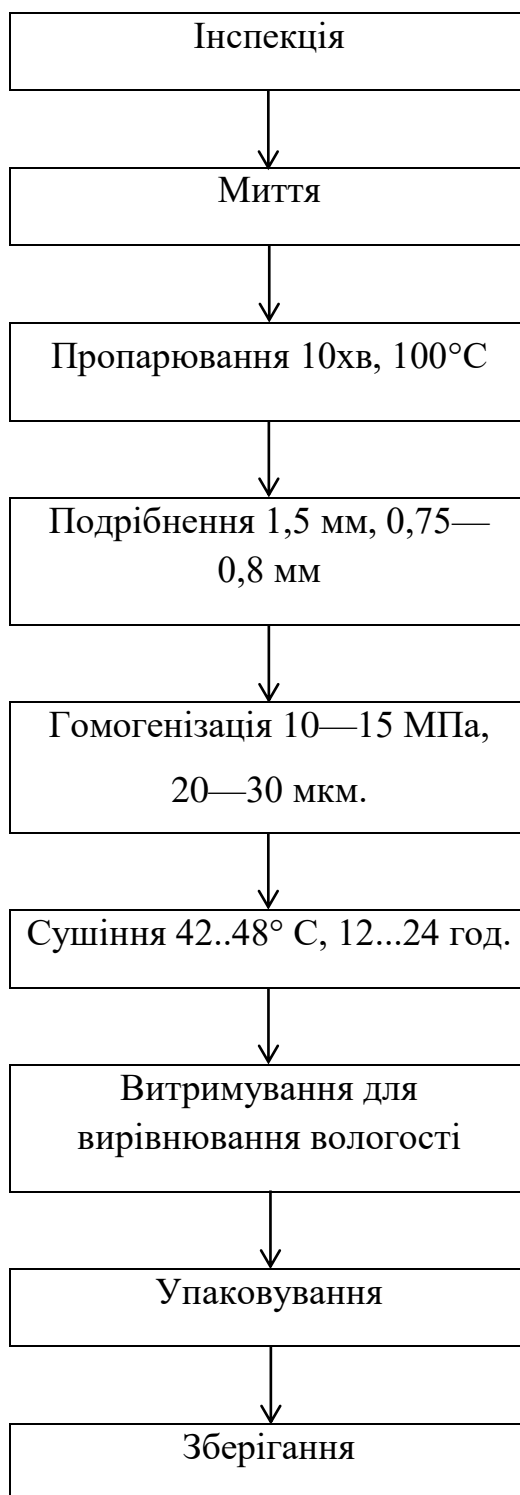 Інспекція
Миття
Пропарювання 10хв, 100°С
Подрібнення 1,5 мм, 0,75—
0,8 мм
Гомогенізація 10—15 МПа,
20—30 мкм.
Сушіння 42..48° С, 12...24 год.
Витримування для
вирівнювання вологості
Упаковування
Зберігання